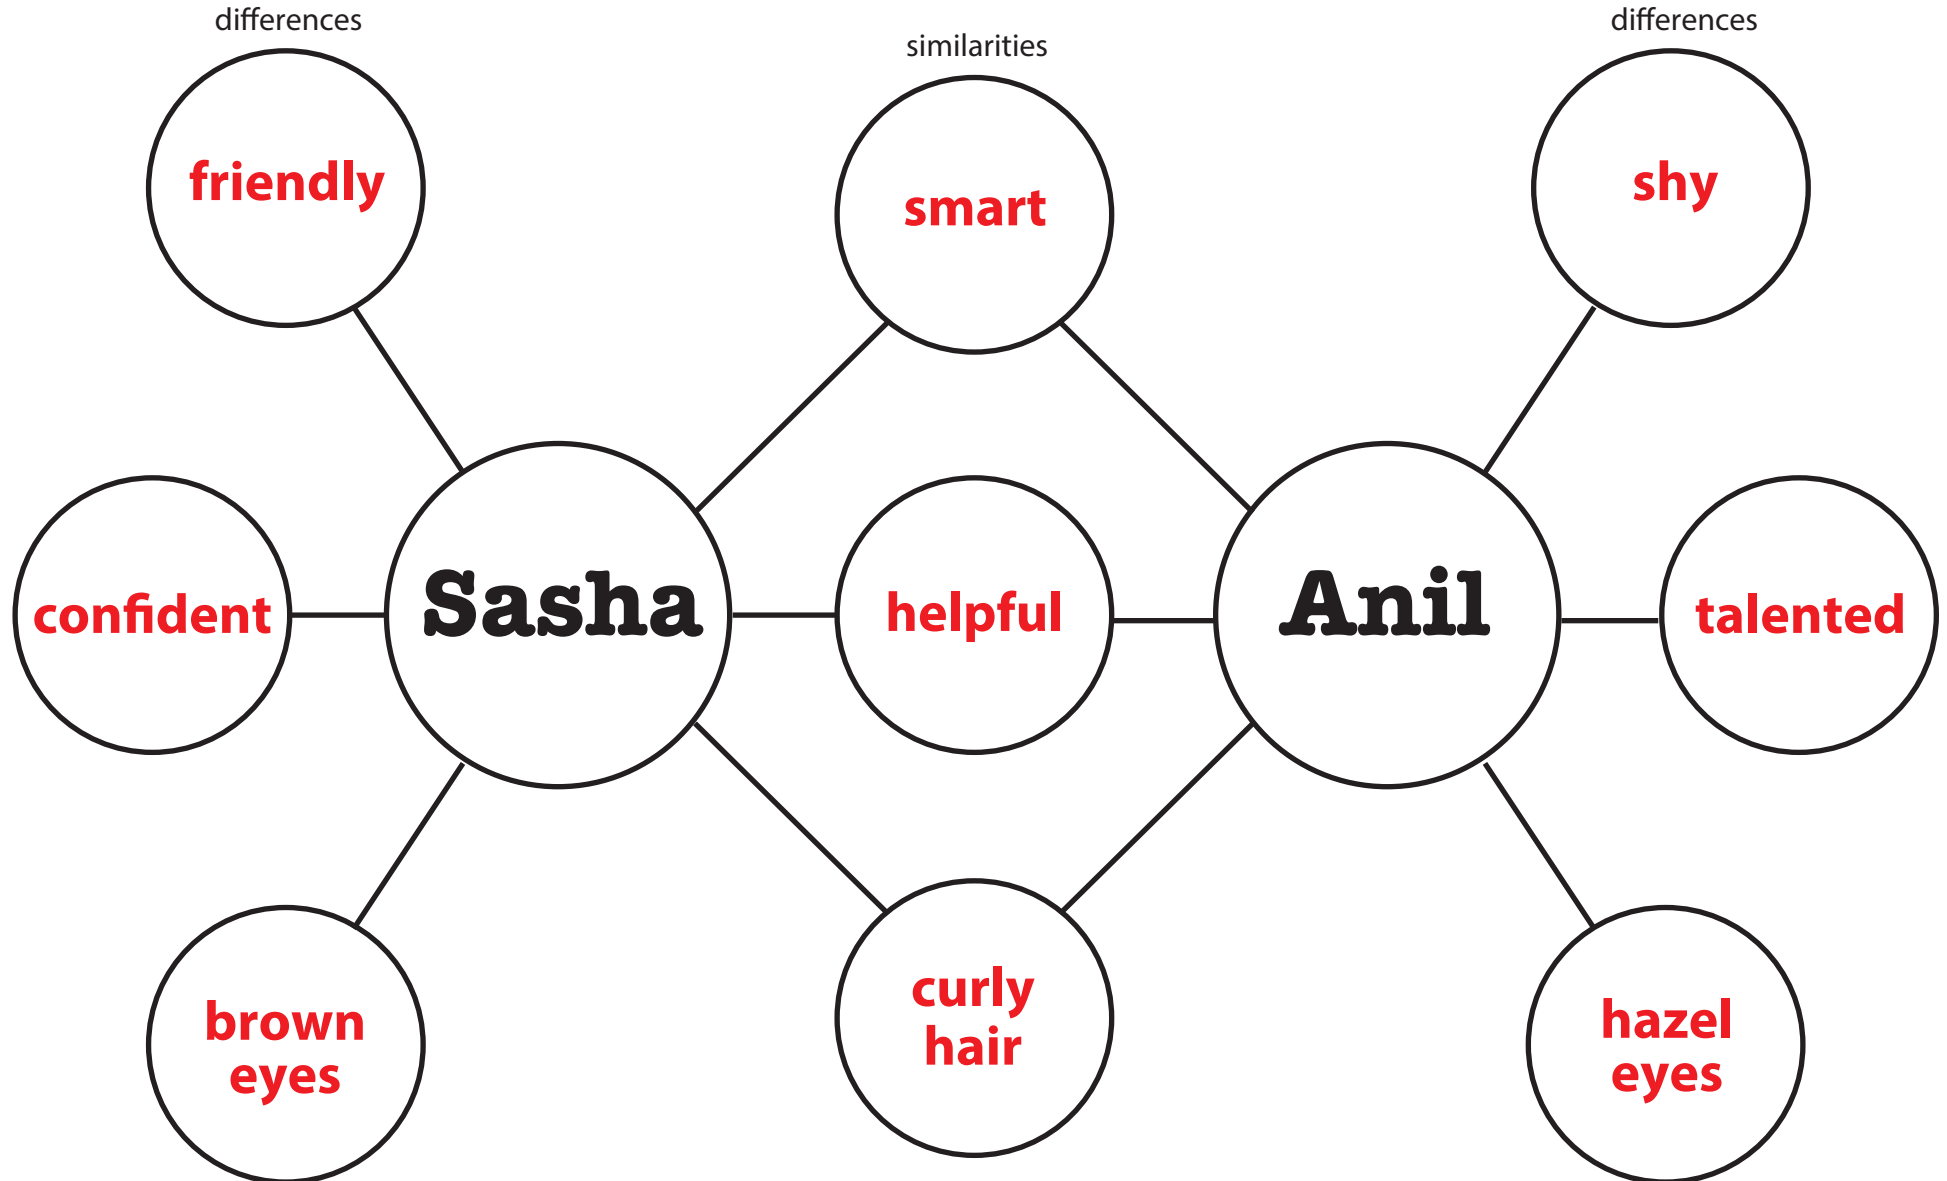 differences
similarities
differences
friendly
smart
shy
confident
Sasha
helpful
Anil
talented
brown
eyes
curly
hair
hazel
eyes